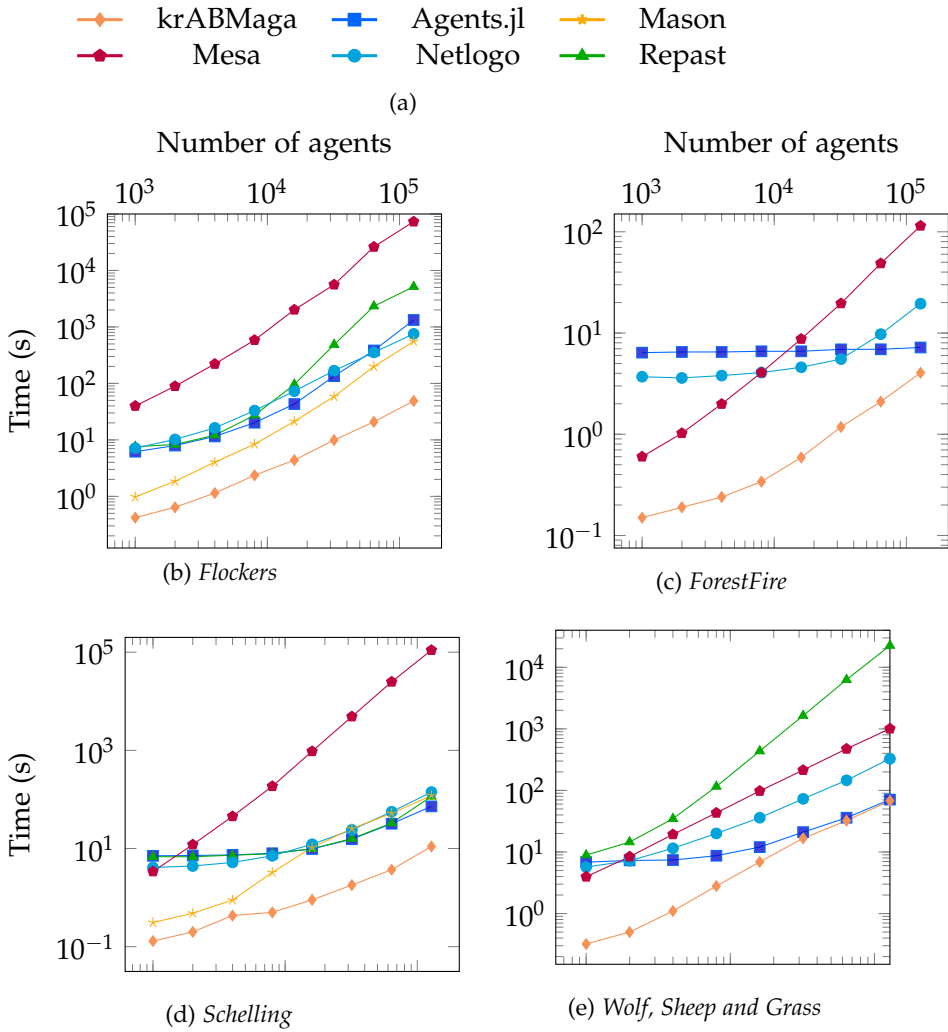 krABMaga Agents.jl Mason
Mesa Netlogo Repast
(a)
Number of agents
10^3 10^4 10^5
10^5
10^4
10^3
10^2
10^1
10^0
Time (s)
(b) Flockers
Number of agents
10^3 10^4 10^5
10^2
10^1
10^0
10^−1
(c) ForestFire
10^5
10^3
10^1
10^−1
Time (s)
(d) Schelling
10^4
10^3
10^2
10^1
10^0
(e) Wolf, Sheep and Grass